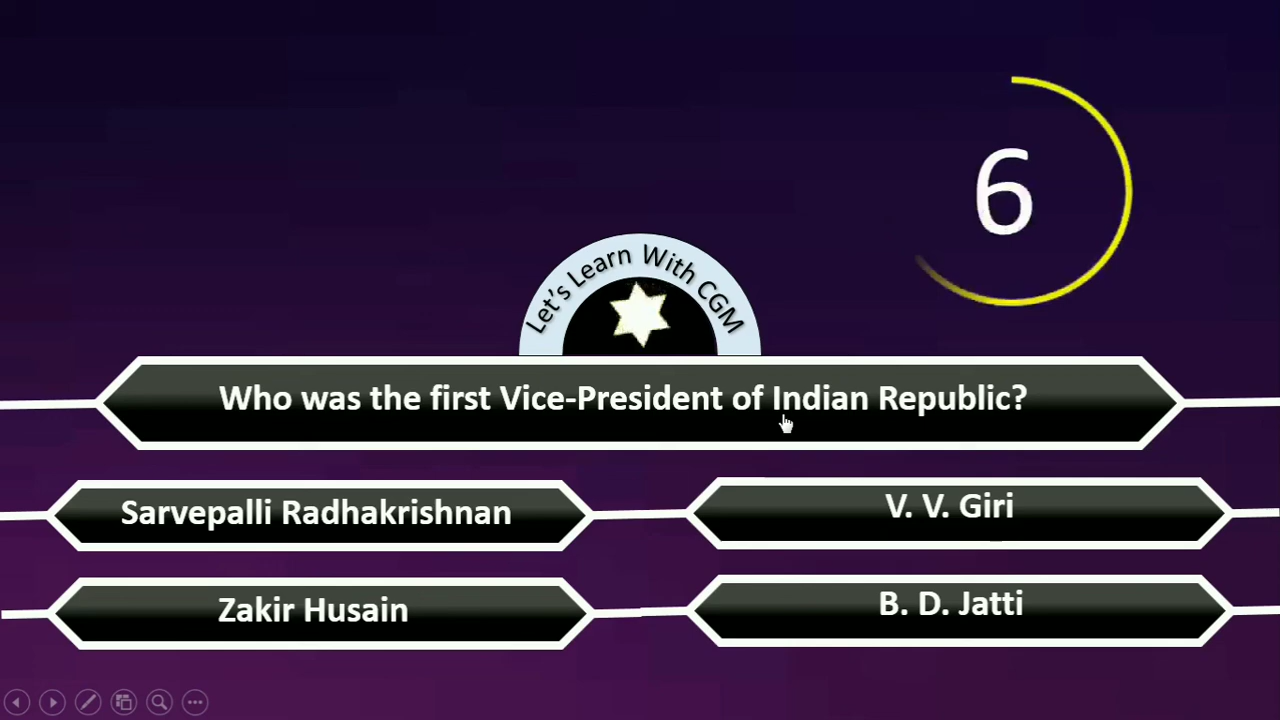 6
Let's Learn With CGM
Who was the first Vice-President of Indian Republic?
Sarvepalli Radhakrishnan
V. V. Giri
Zakir Husain
B. D. Jatti